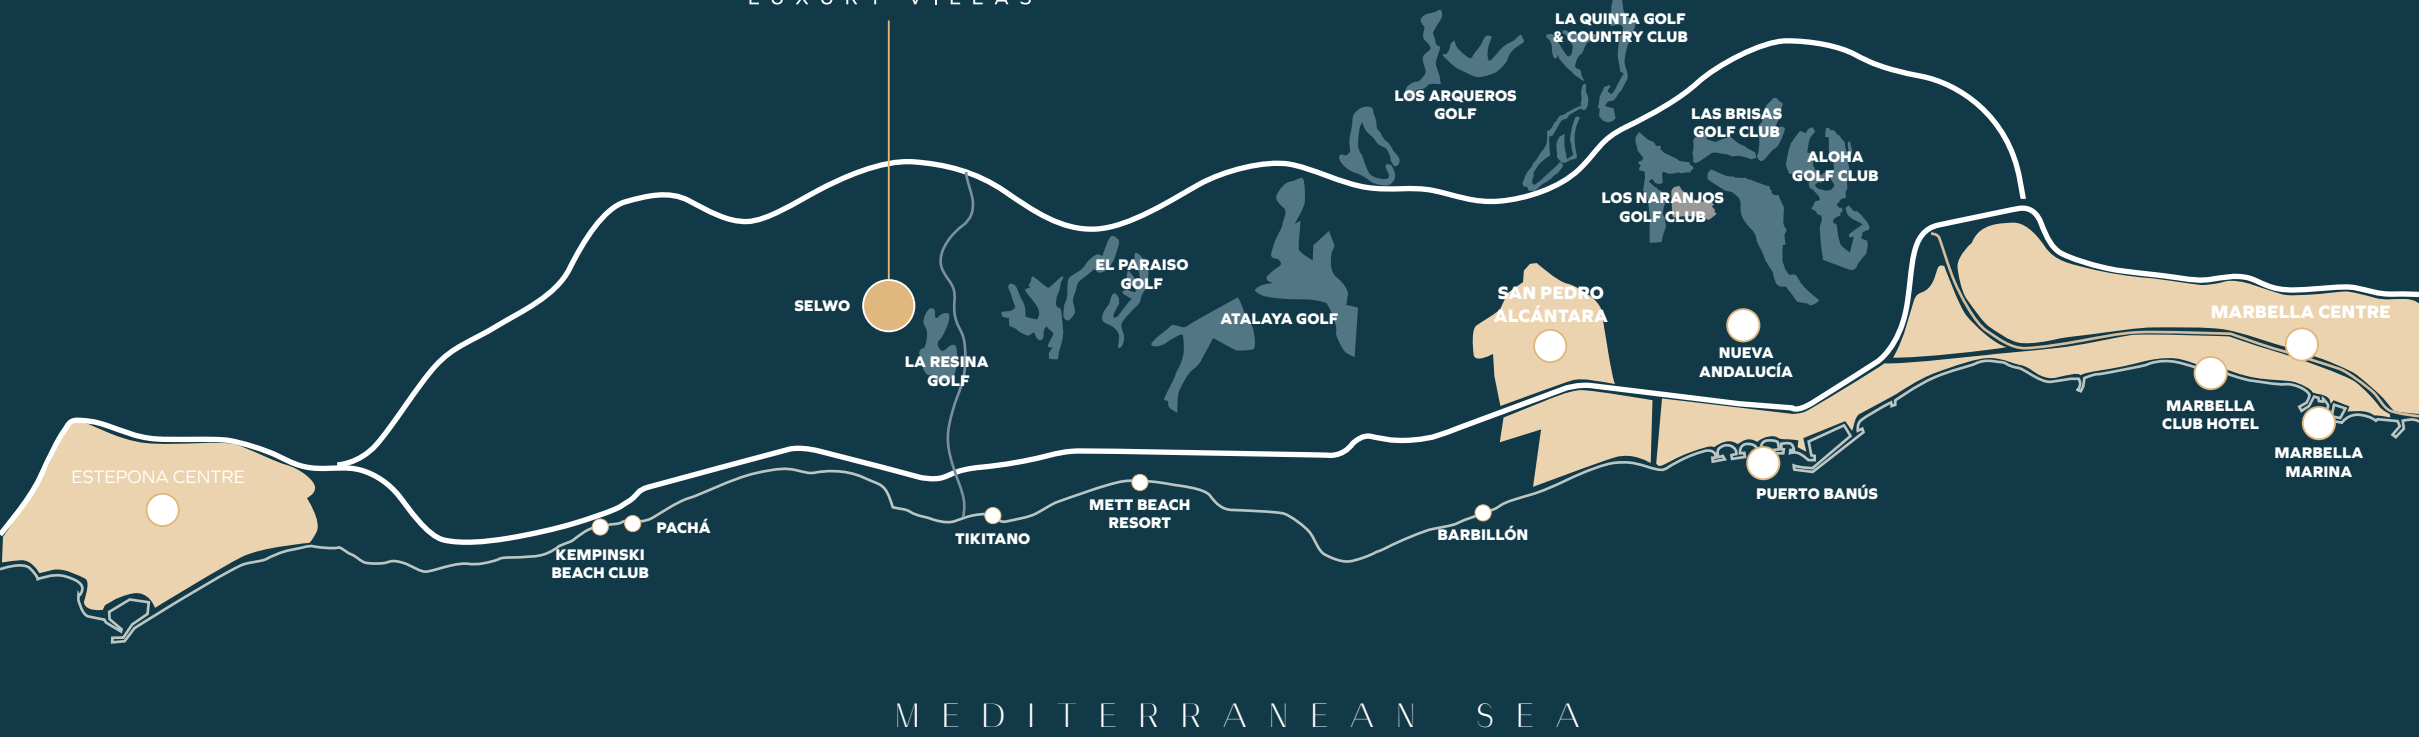 LUXURY VILLAS
LA QUINTA GOLF
& COUNTRY CLUB
LOS ARQUEROS
GOLF
LAS BRISAS
GOLF CLUB
ALOHA
GOLF CLUB
LOS NARANJOS
GOLF CLUB
EL PARAISO
GOLF
SELWO
ATALAYA GOLF
SAN PEDRO
ALCÁNTARA
MARBELLA CENTRE
LA RESINA
GOLF
NUEVA
ANDALUCÍA
MARBELLA
CLUB HOTEL
MARBELLA
MARINA
ESTEPONA CENTRE
PUERTO BANÚS
METT BEACH
RESORT
PACHÁ
TIKITANO
BARBILLÓN
KEMPINSKI
BEACH CLUB
MEDITERRANEAN SEA